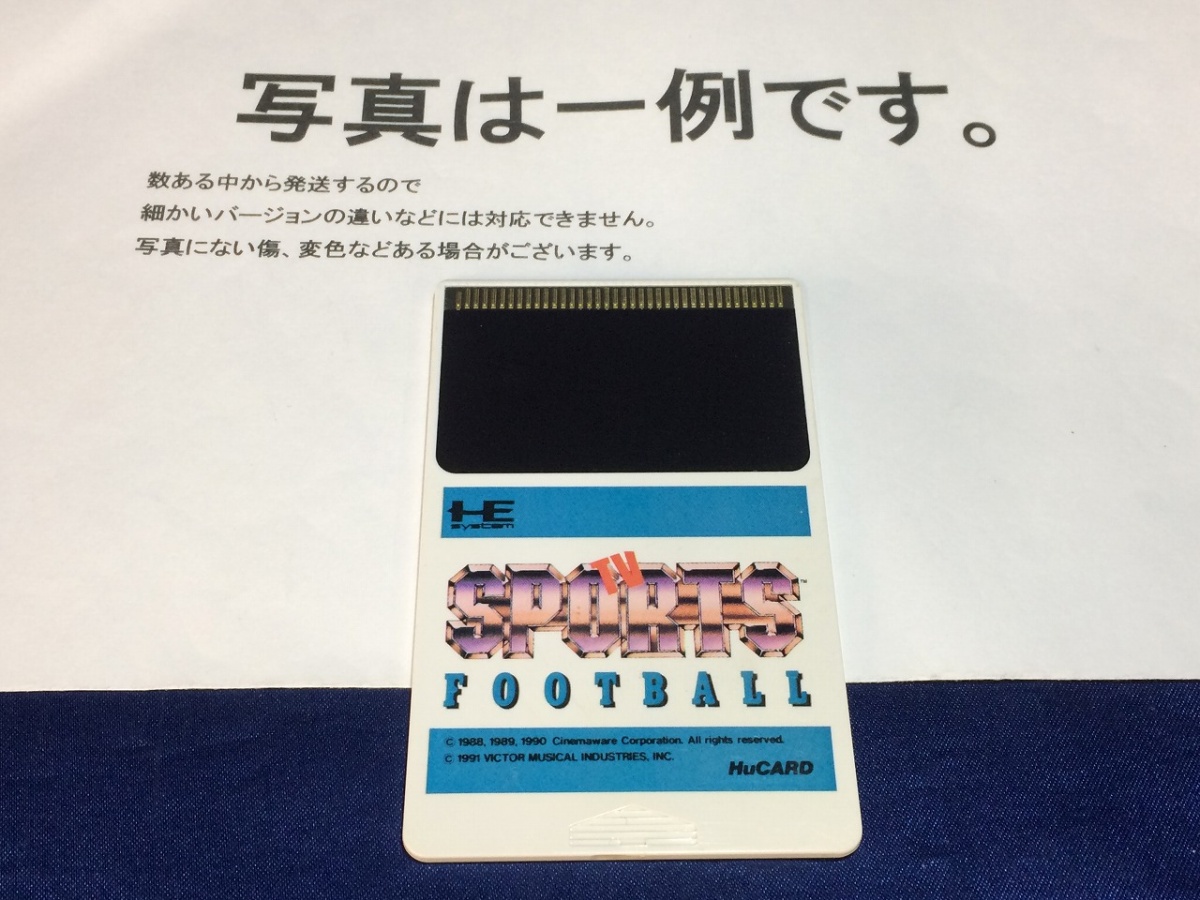 写真は一例です。
数ある中から発送するので
細かいバージョンの違いなどには対応できません。
写真にない傷、変色などある場合がございます。
HE
system
TV
SPORTS™
FOOTBALL
© 1988, 1989, 1990 Cinemaware Corporation. All rights reserved.
© 1991 VICTOR MUSICAL INDUSTRIES, INC.
HuCARD